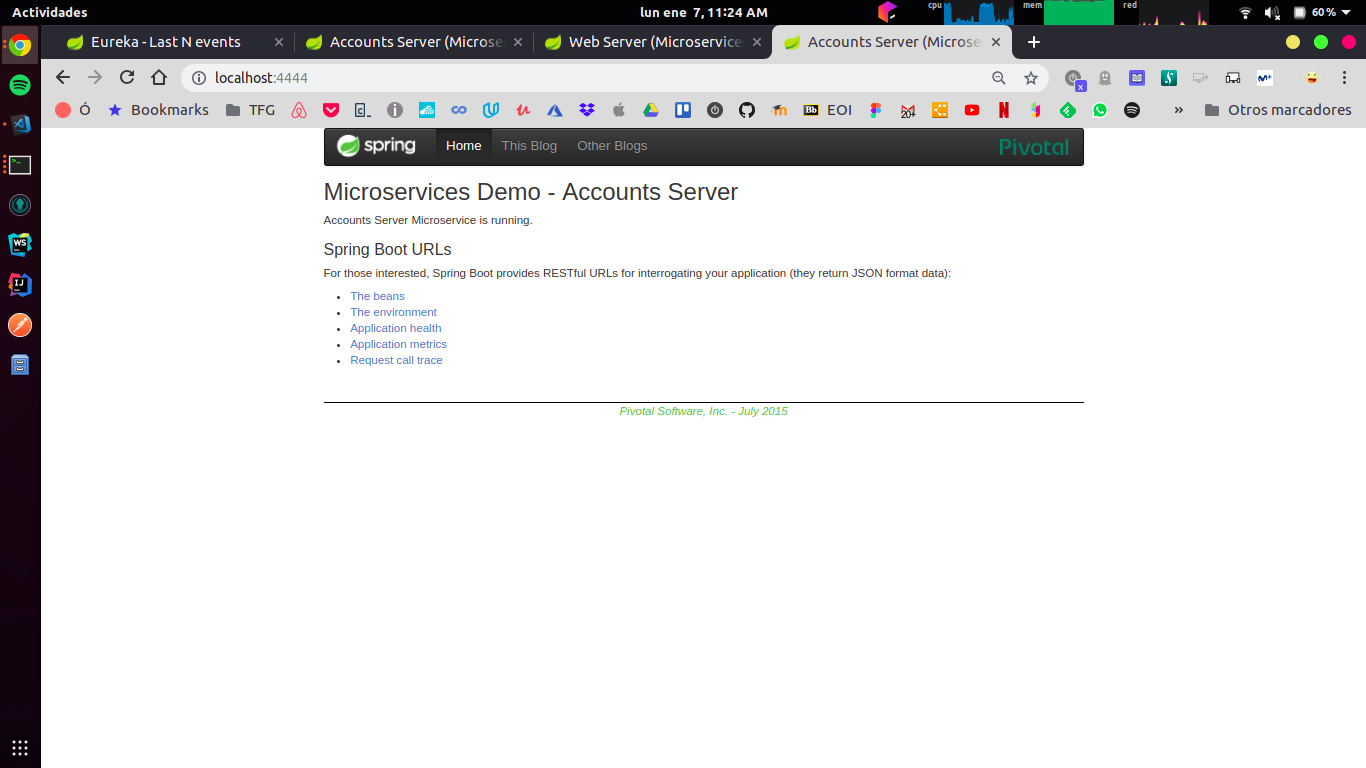 Actividades
lun ene 7, 11:24 AM
cpu
mem
red
60 %
Eureka - Last N events
Accounts Server (Microse
Web Server (Microservice
Accounts Server (Microse
localhost:4444
Ó
Bookmarks
TFG
EOI
»
Otros marcadores
spring
Home
This Blog
Other Blogs
Pivotal
Microservices Demo - Accounts Server
Accounts Server Microservice is running.
Spring Boot URLs
For those interested, Spring Boot provides RESTful URLs for interrogating your application (they return JSON format data):
The beans
The environment
Application health
Application metrics
Request call trace
Pivotal Software, Inc. - July 2015